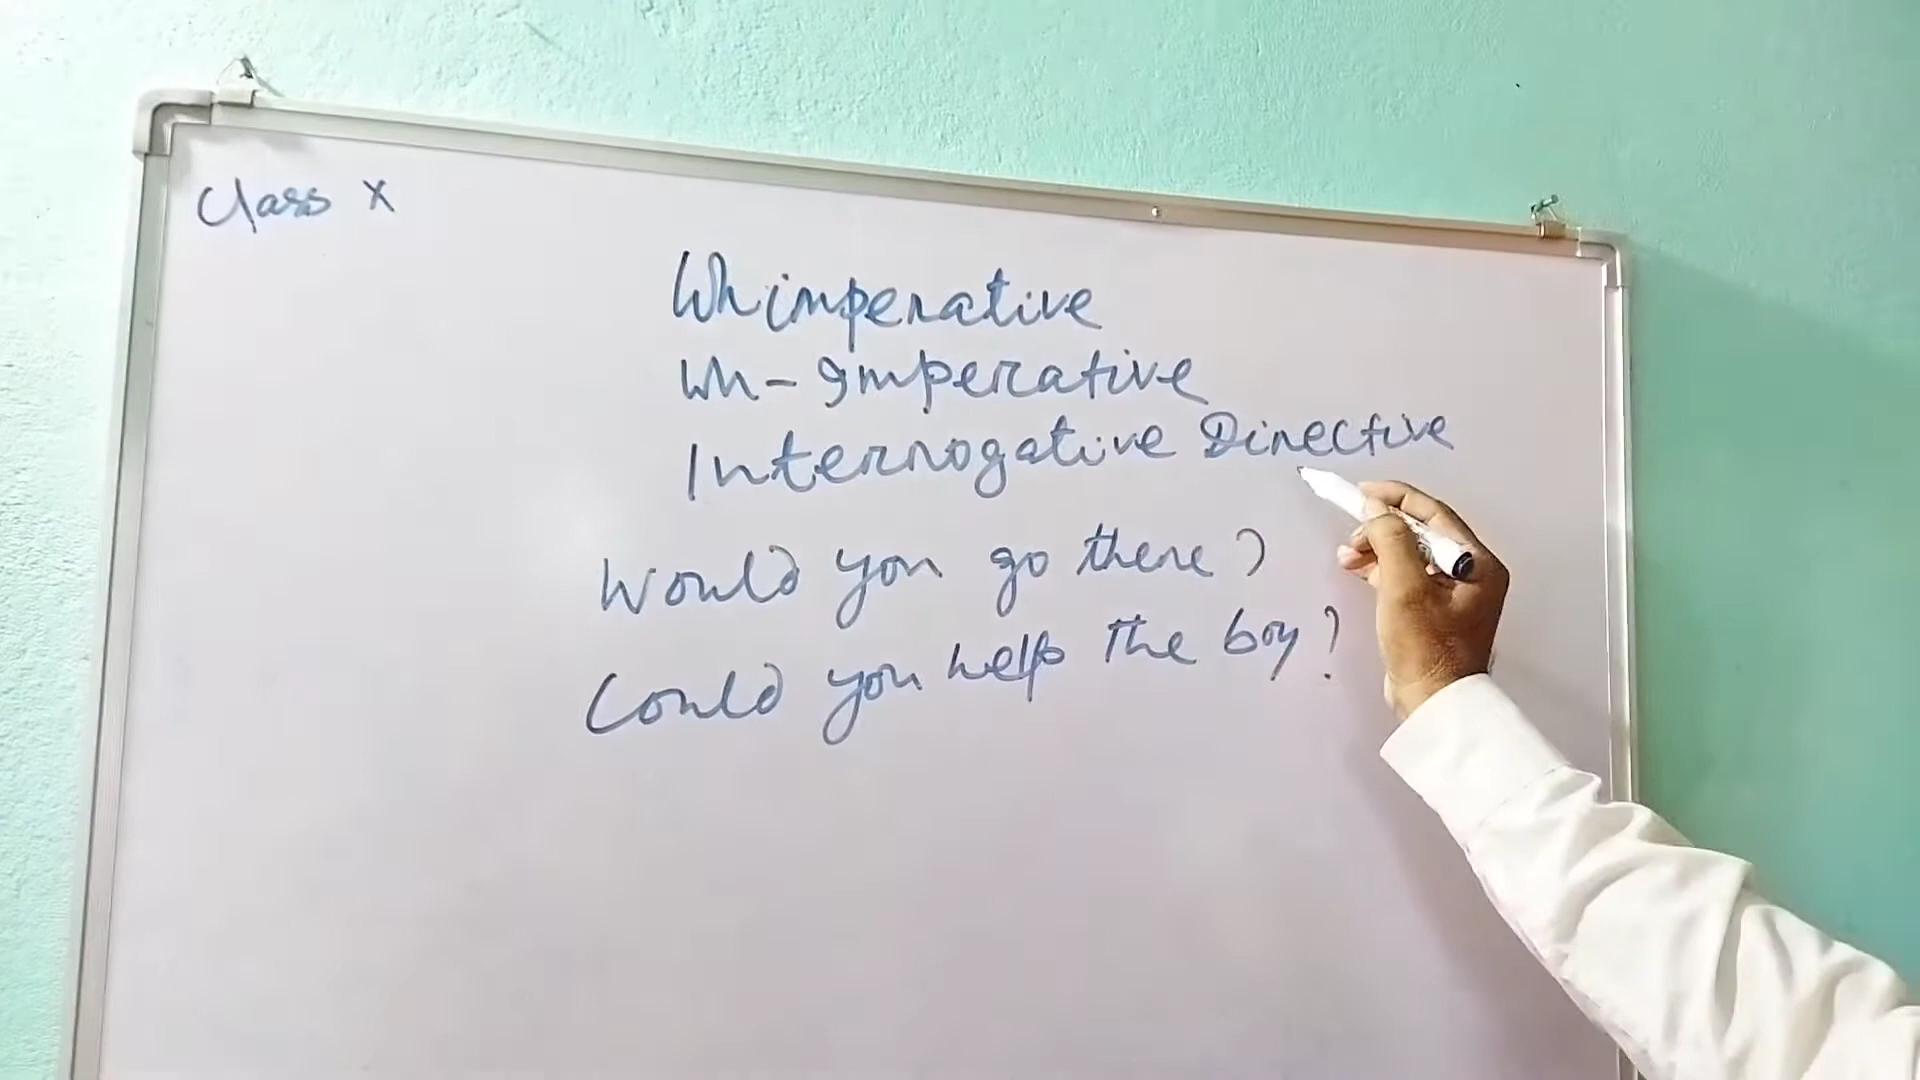 Class X
Whimperative
Wh-Imperative
Interrogative Directive
Would you go there?
Could you help the boy?